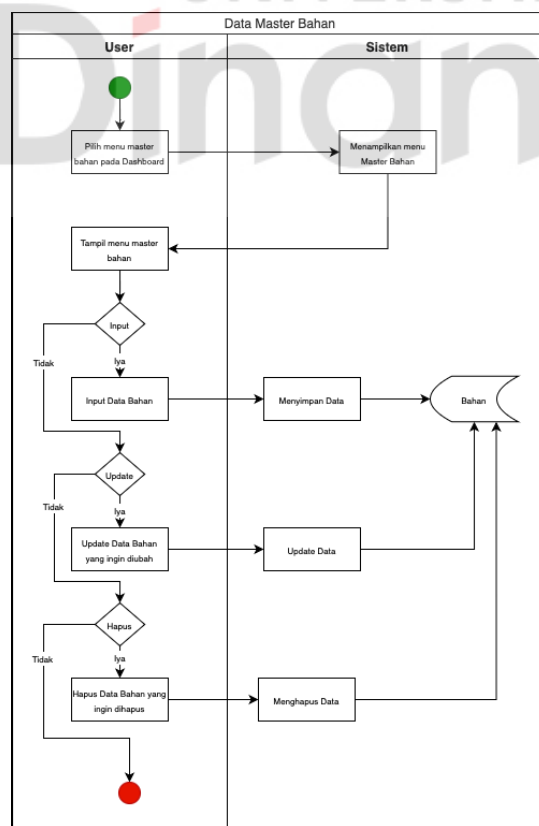 Data Master Bahan
User
Sistem
Pilih menu master
bahan pada Dashboard
Menampilkan menu
Master Bahan
Tampil menu master
bahan
Input
Tidak
Iya
Input Data Bahan
Menyimpan Data
Bahan
Update
Tidak
Iya
Update Data Bahan
yang ingin diubah
Update Data
Hapus
Tidak
Iya
Hapus Data Bahan yang
ingin dihapus
Menghapus Data